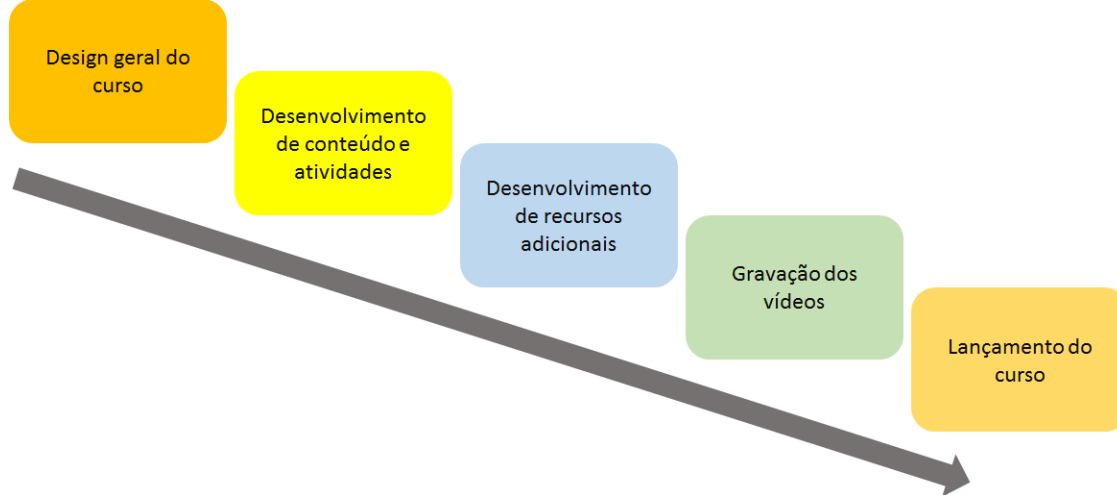 Design geral do
curso
Desenvolvimento
de conteúdo e
atividades
Desenvolvimento
de recursos
adicionais
Gravação dos
vídeos
Lançamento do
curso